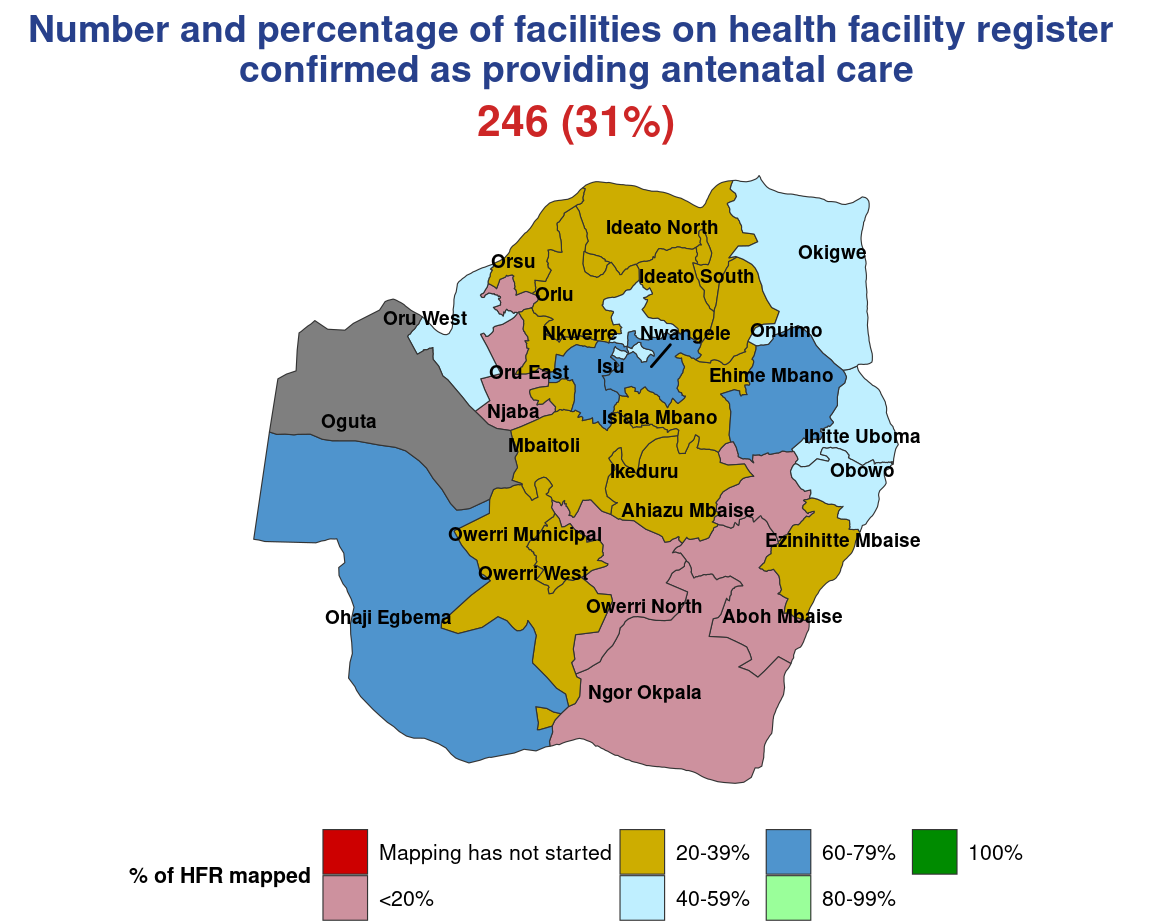 Number and percentage of facilities on health facility register
confirmed as providing antenatal care
246 (31%)
Ideato North
Okigwe
Orsu
Ideato South
Orlu
Oru West
Nkwerre
Nwangele
Onuimo
Isu
Oru East
Ehime Mbano
Njaba
Isiala Mbano
Oguta
Ihitte Uboma
Mbaitoli
Ikeduru
Obowo
Ahiazu Mbaise
Owerri Municipal
Ezinihitte Mbaise
Owerri West
Owerri North
Ohaji Egbema
Aboh Mbaise
Ngor Okpala
% of HFR mapped
Mapping has not started
<20%
20-39%
40-59%
60-79%
80-99%
100%